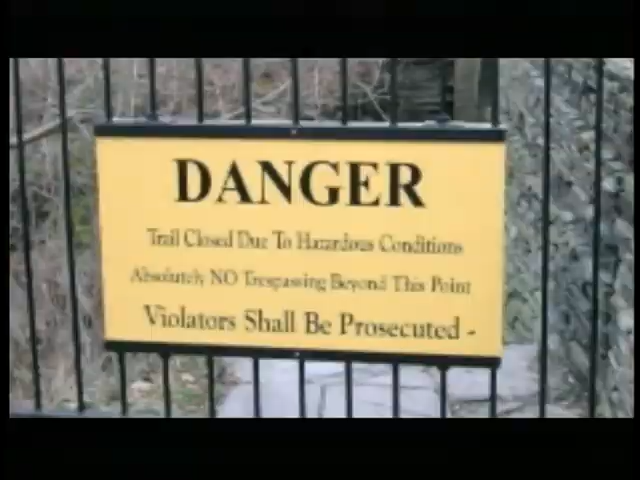 DANGER
Trail Closed Due To Hazardous Conditions
Absolutely NO Trespassing Beyond This Point
Violators Shall Be Prosecuted -